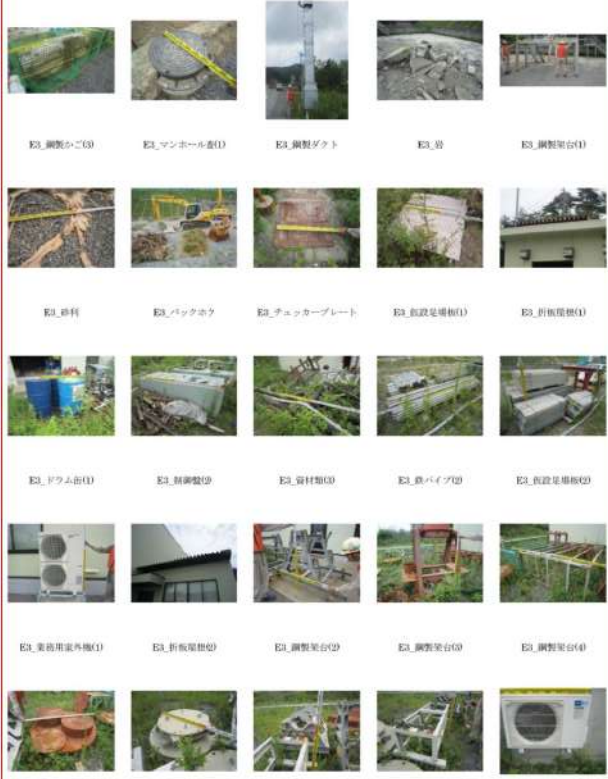 E3_鋼製かご(3)
E3_マンホール蓋(1)
E3_鋼製ダクト
E3_岩
E3_鋼製架台(1)
E3_砂利
E3_バックホウ
E3_チェッカープレート
E3_仮設足場板(1)
E3_折板屋根(1)
E3_ドラム缶(1)
E3_制御盤(2)
E3_管材類(3)
E3_鉄パイプ(2)
E3_仮設足場板(2)
E3_業務用室外機(1)
E3_折板屋根(2)
E3_鋼製架台(2)
E3_鋼製架台(3)
E3_鋼製架台(4)